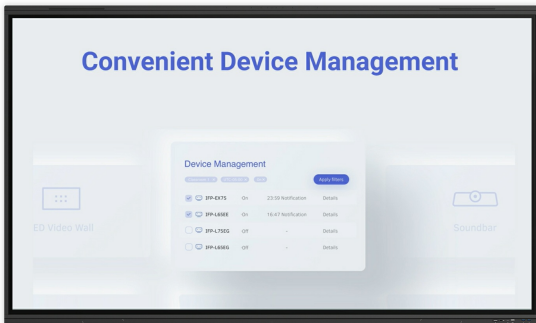 Convenient Device Management
Device Management
Apply filters
IFP-EX75 On 23:08 Notification Details
IFP-L65EE On 16:47 Notification Details
IFP-L75EG Off - Details
IFP-L65EG Off - Details
ED Video Wall
Soundbar